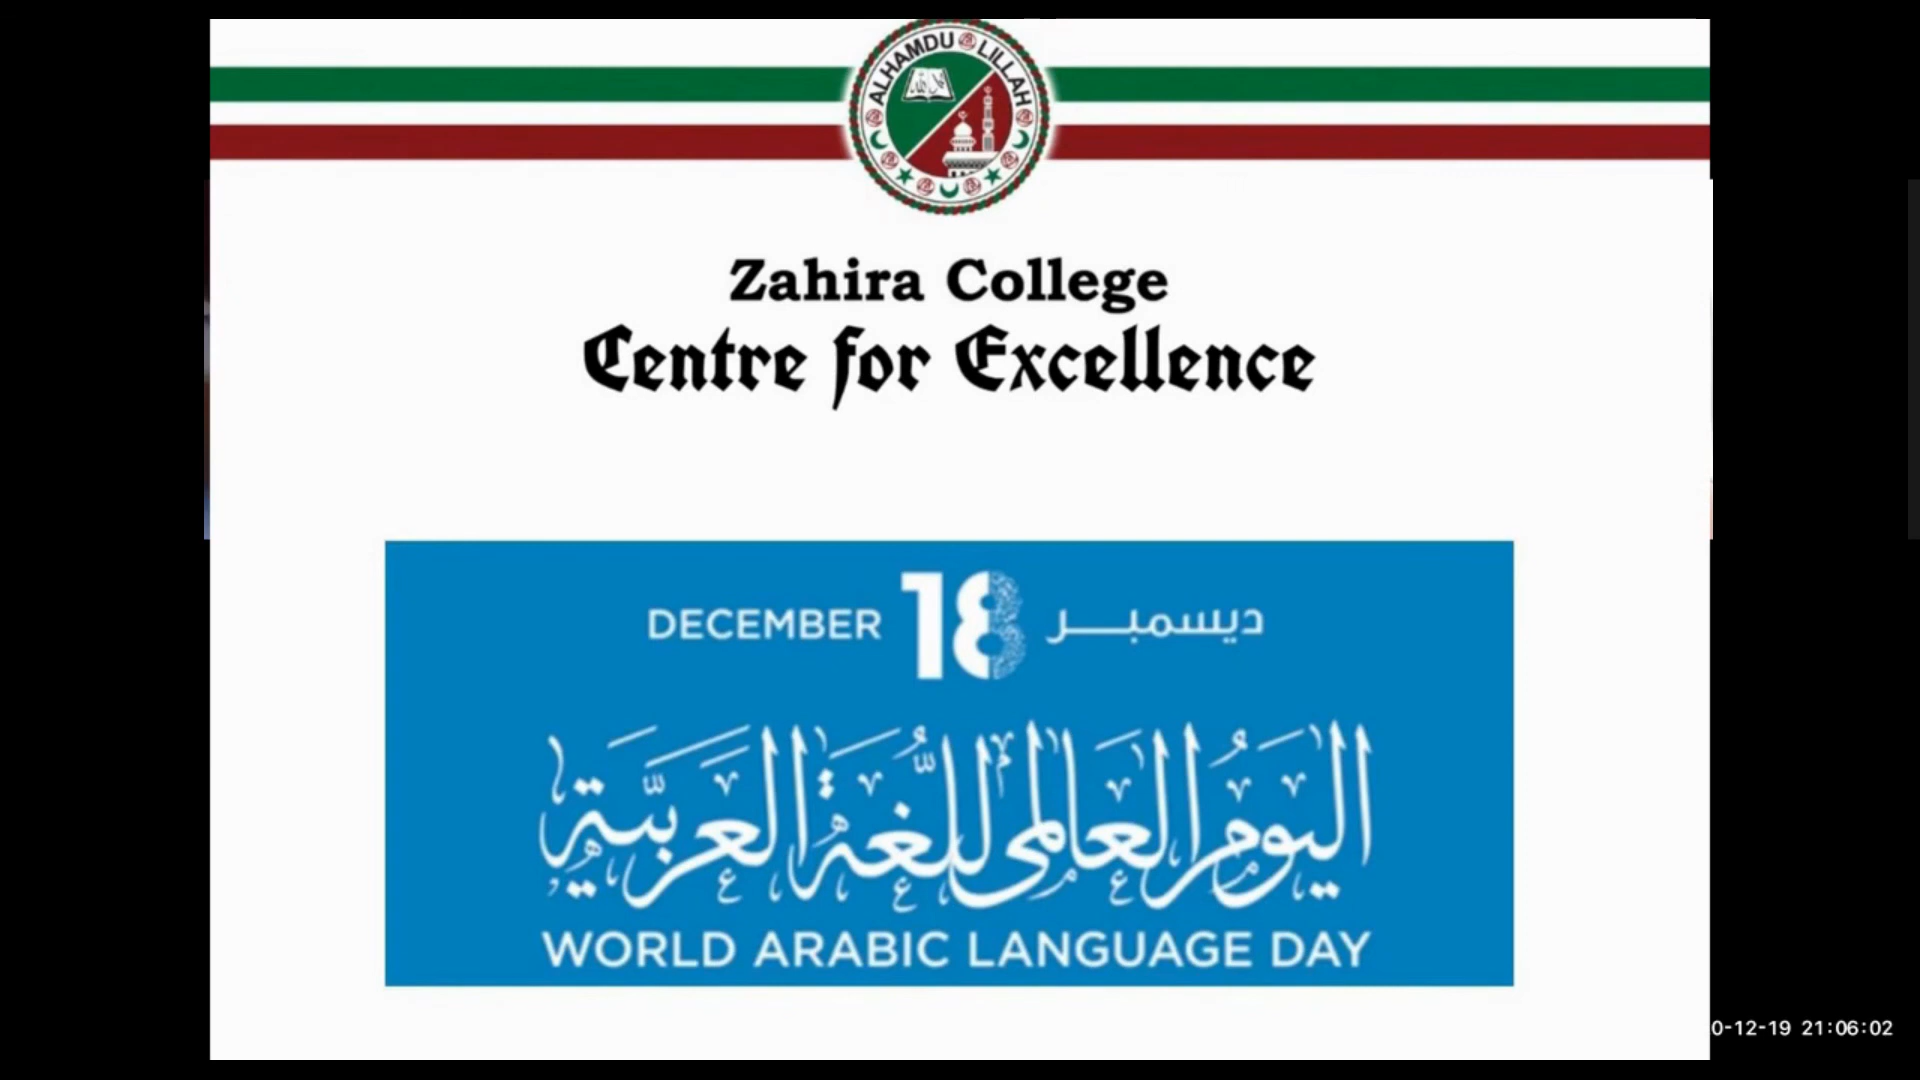 ALHAMDU LILLAH
Zahira College
Centre for Excellence
DECEMBER 18 ديسمبر
اليوم العالمي للغة العربية
WORLD ARABIC LANGUAGE DAY
0-12-19 21:06:02